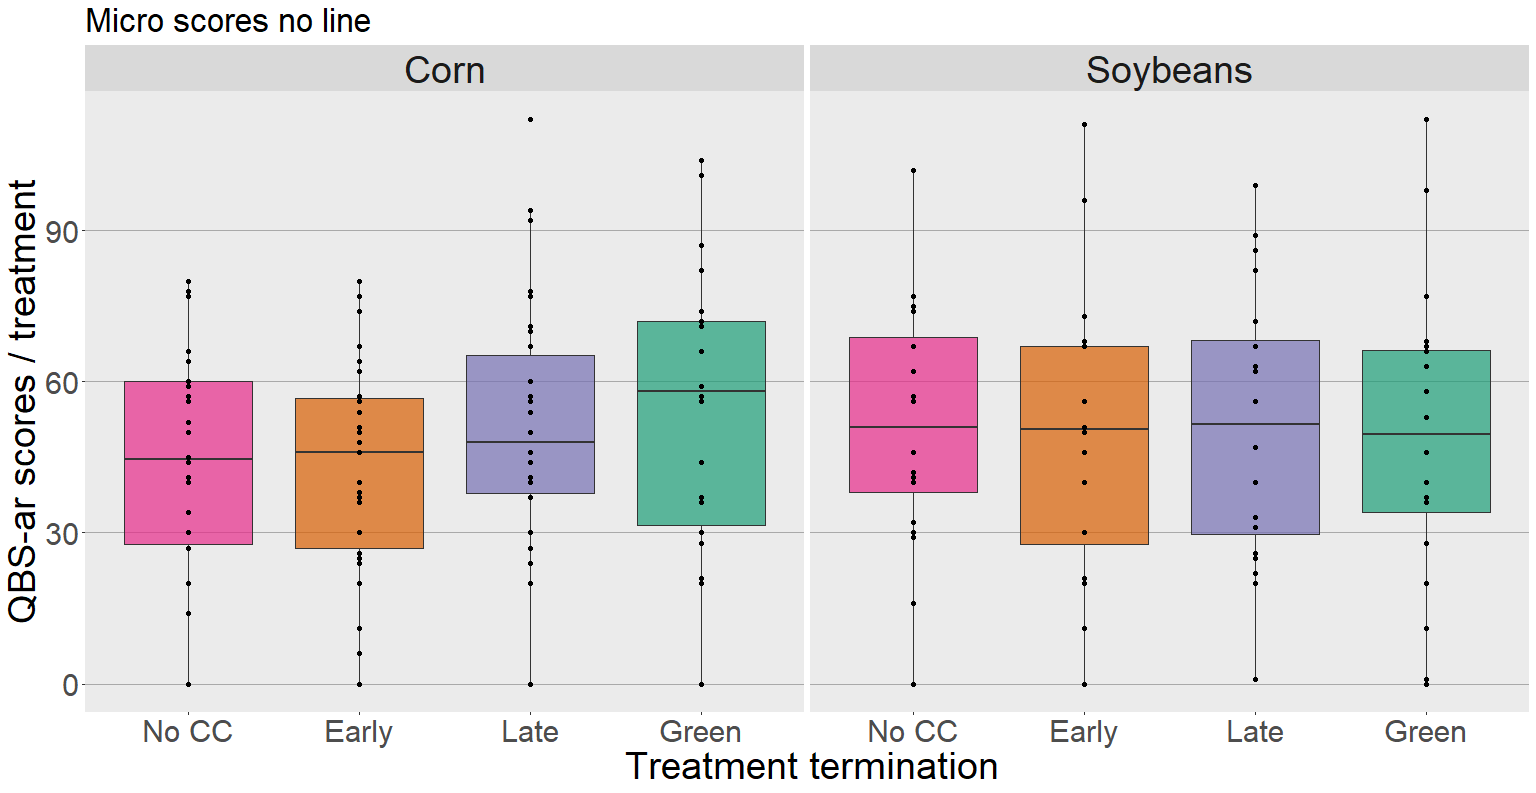 Micro scores no line
Corn
Soybeans
QBS-ar scores / treatment
90
60
30
0
No CC
Early
Late
Green
No CC
Early
Late
Green
Treatment termination